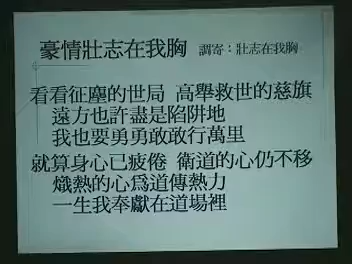 豪情壯志在我胸 調寄：壯志在我胸
看看征塵的世局 高舉救世的慈旗
遠方也許盡是陷阱地
我也要勇勇敢敢行萬里
就算身心已疲倦 衛道的心仍不移
熾熱的心為道傳熱力
一生我奉獻在道場裡